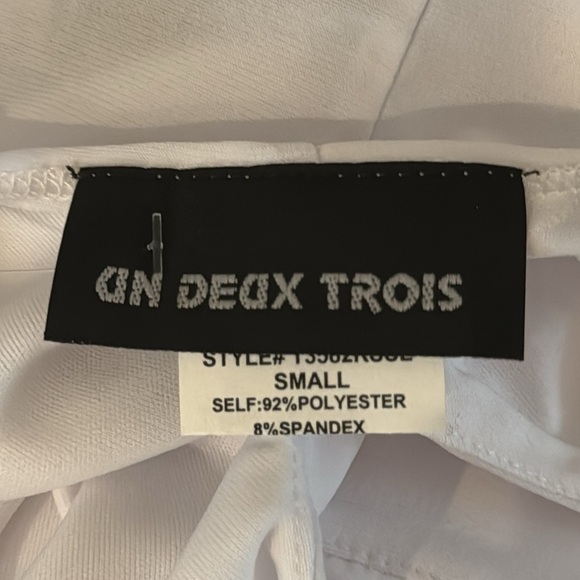 UN DEUX TROIS
STYLE#
SMALL
SELF:92%POLYESTER
8%SPANDEX